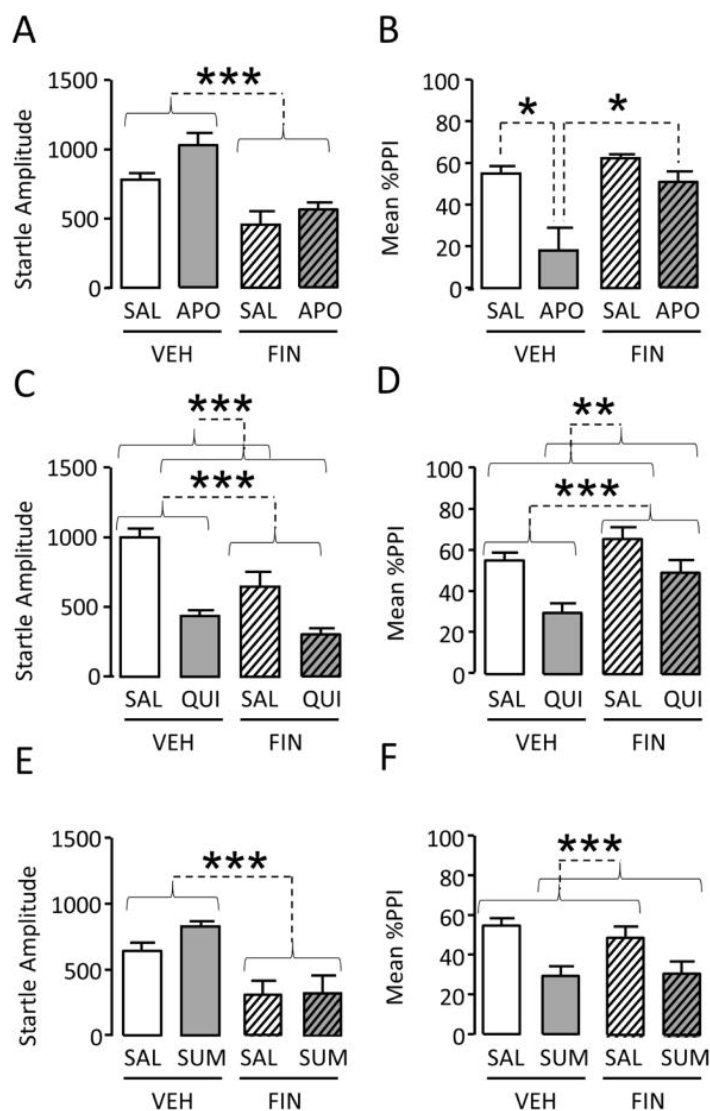 A
B
Startle Amplitude
1500
1000
500
0
***
SAL APO SAL APO
VEH FIN
Mean %PPI
100
80
60
40
20
0
* *
SAL APO SAL APO
VEH FIN
C
D
Startle Amplitude
1500
1000
500
0
***
***
SAL QUI SAL QUI
VEH FIN
Mean %PPI
100
80
60
40
20
0
**
***
SAL QUI SAL QUI
VEH FIN
E
F
Startle Amplitude
1500
1000
500
0
***
SAL SUM SAL SUM
VEH FIN
Mean %PPI
100
80
60
40
20
0
***
SAL SUM SAL SUM
VEH FIN